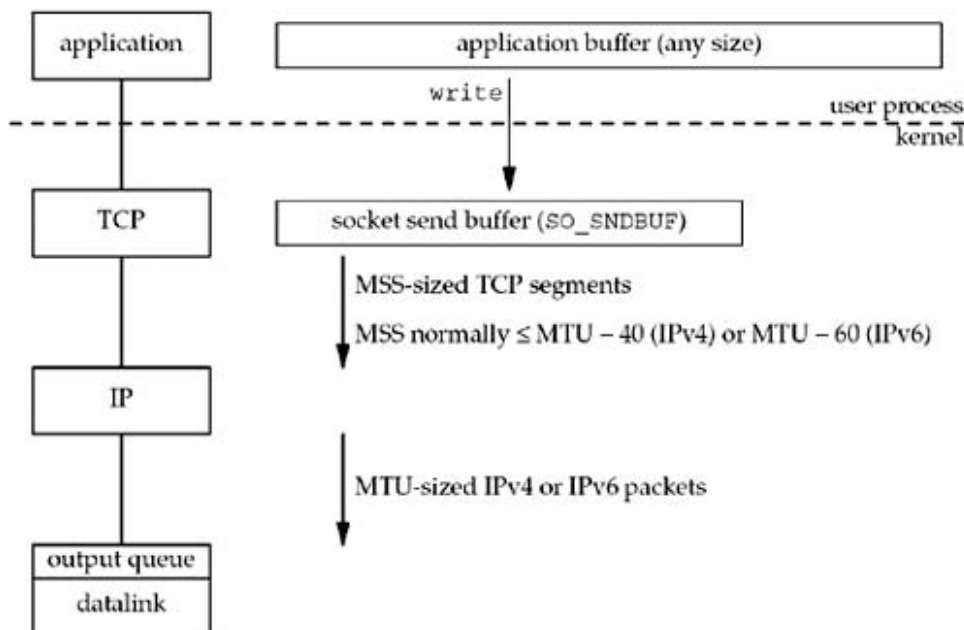 application
application buffer (any size)
write
user process
kernel
TCP
socket send buffer (SO_SNDBUF)
MSS-sized TCP segments
MSS normally ≤ MTU – 40 (IPv4) or MTU – 60 (IPv6)
IP
MTU-sized IPv4 or IPv6 packets
output queue
datalink